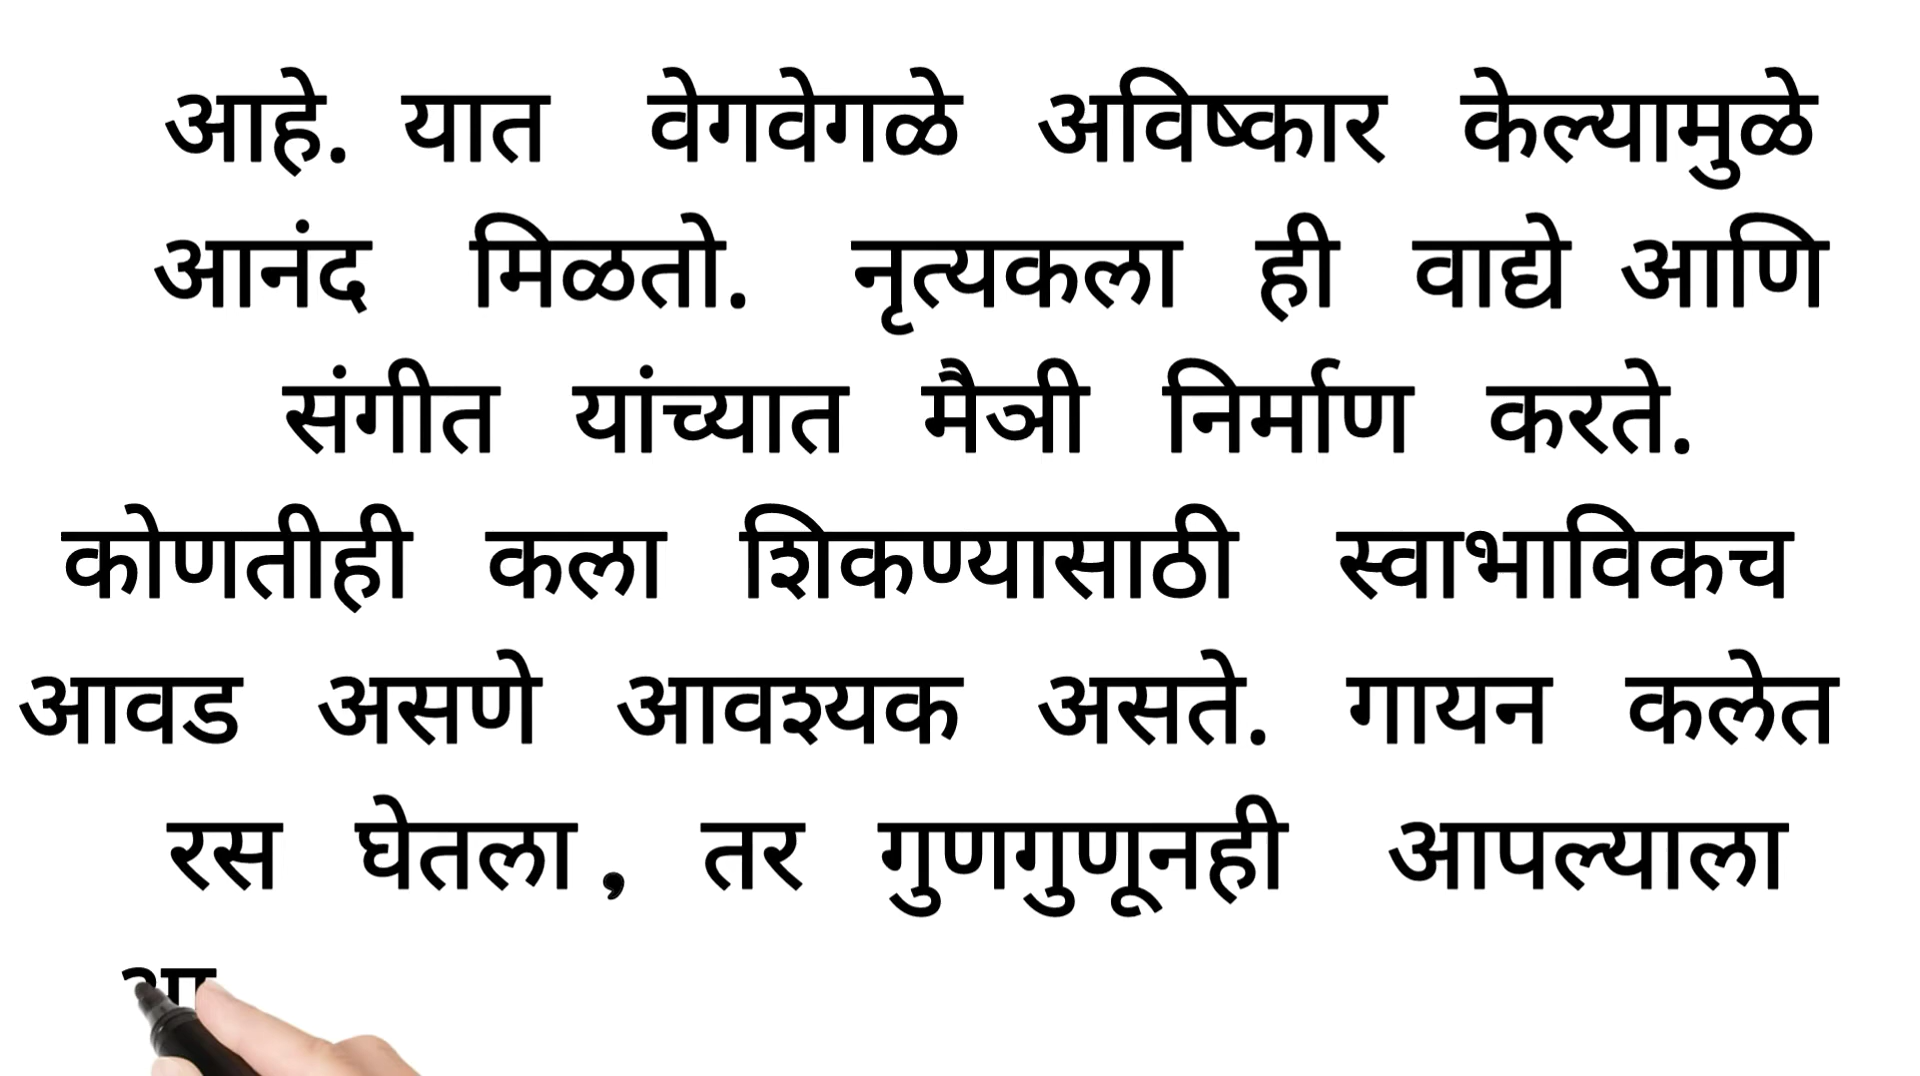 आहे. यात वेगवेगळे अविष्कार केल्यामुळे
आनंद मिळतो. नृत्यकला ही वाद्ये आणि
संगीत यांच्यात मैञी निर्माण करते.
कोणतीही कला शिकण्यासाठी स्वाभाविकच
आवड असणे आवश्यक असते. गायन कलेत
रस घेतला , तर गुणगुणूनही आपल्याला